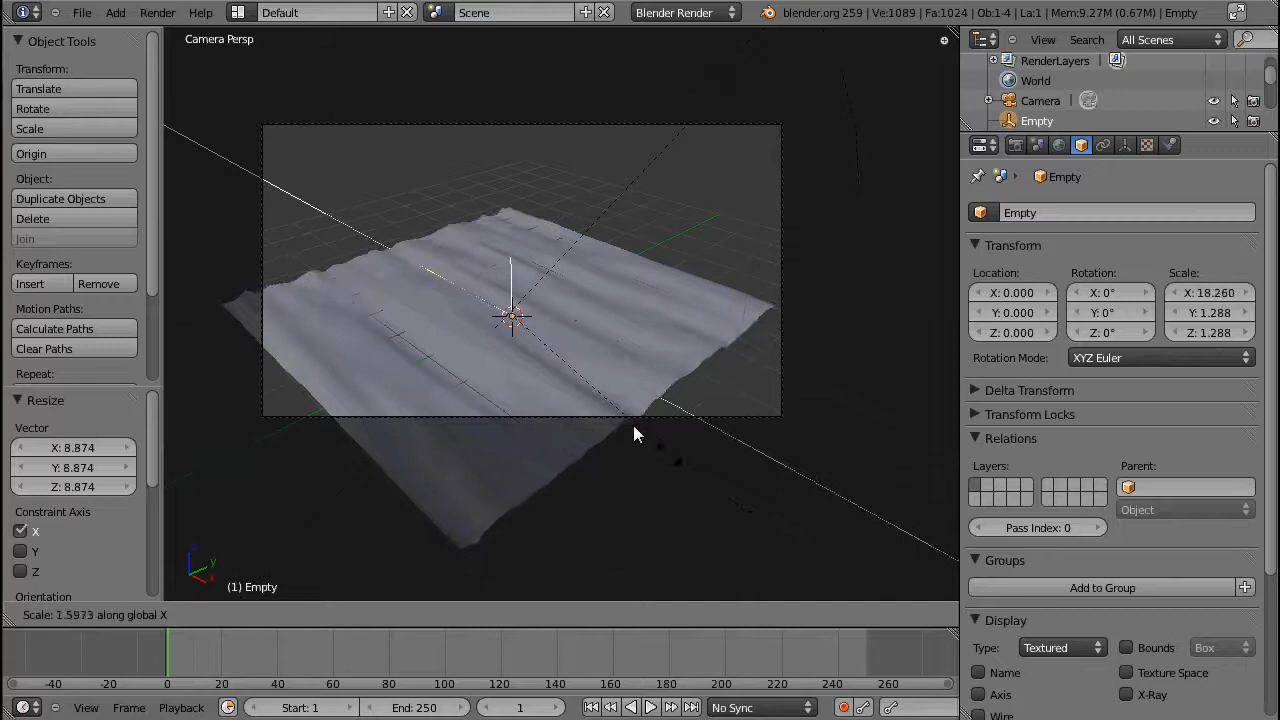 File Add Render Help Default Scene Blender Render blender.org 259 | Ve:1089 | Fa:1024 | Ob:1-4 | La:1 | Mem:9.27M (0.67M) | Empty
Object Tools
Transform:
Translate
Rotate
Scale
Origin
Object:
Duplicate Objects
Delete
Join
Keyframes:
Insert Remove
Motion Paths:
Calculate Paths
Clear Paths
Repeat:
Resize
Vector
X: 8.874
Y: 8.874
Z: 8.874
Constraint Axis
X
Y
Z
Orientation
Camera Persp
z
y
x
(1) Empty
Scale: 1.5973 along global X
View Search All Scenes
RenderLayers
World
Camera
Empty
Empty
Empty
Transform
Location: Rotation: Scale:
X: 0.000 X: 0° X: 18.260
Y: 0.000 Y: 0° Y: 1.288
Z: 0.000 Z: 0° Z: 1.288
Rotation Mode: XYZ Euler
Delta Transform
Transform Locks
Relations
Layers: Parent:
Object
Pass Index: 0
Groups
Add to Group
Display
Type: Textured Bounds Box
Name Texture Space
Axis X-Ray
Wire
-40 -20 0 20 40 60 80 100 120 140 160 180 200 220 240 260
View Frame Playback Start: 1 End: 250 1 No Sync